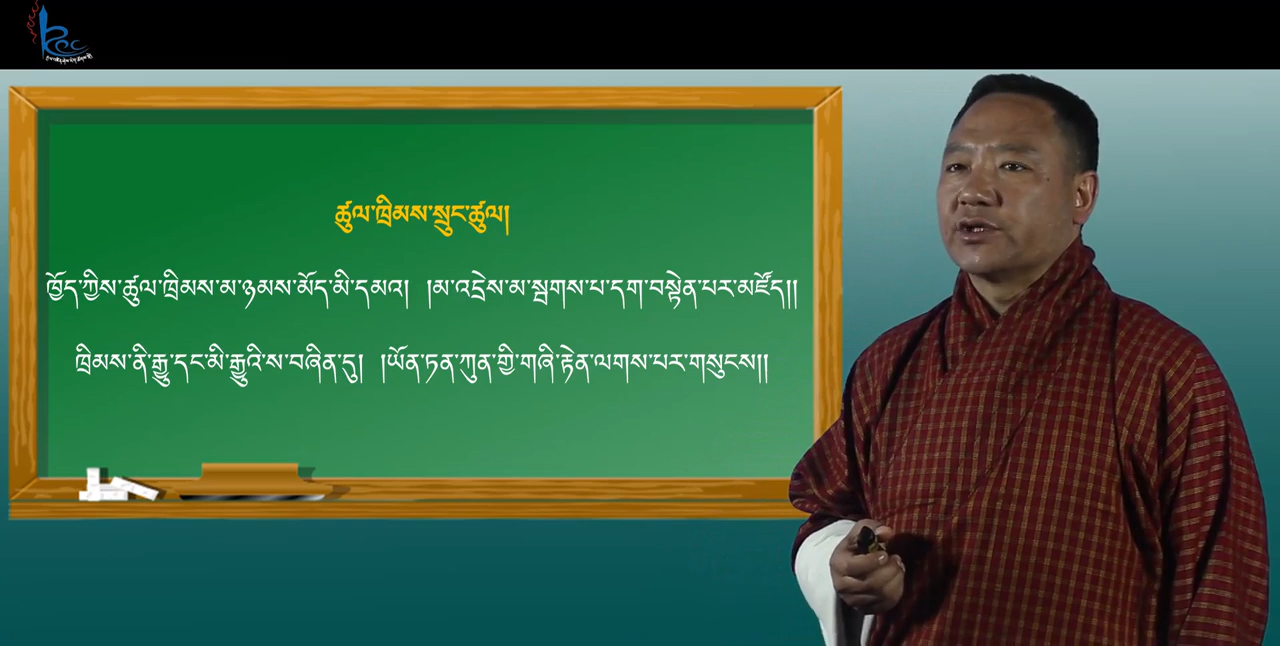 ཚུལ་ཁྲིམས་སྲུང་ཚུལ།
ཁྱོད་ཀྱིས་ཚུལ་ཁྲིམས་མ་ཉམས་མོད་མི་དམའ། །མ་འདྲེས་མ་སྦགས་པ་དག་བསྟེན་པར་མཛོད།།
ཁྲིམས་ནི་རྒྱུ་དང་མི་རྒྱུའི་ས་བཞིན་དུ། །ཡོན་ཏན་ཀུན་གྱི་གཞི་རྟེན་ལགས་པར་གསུངས།།